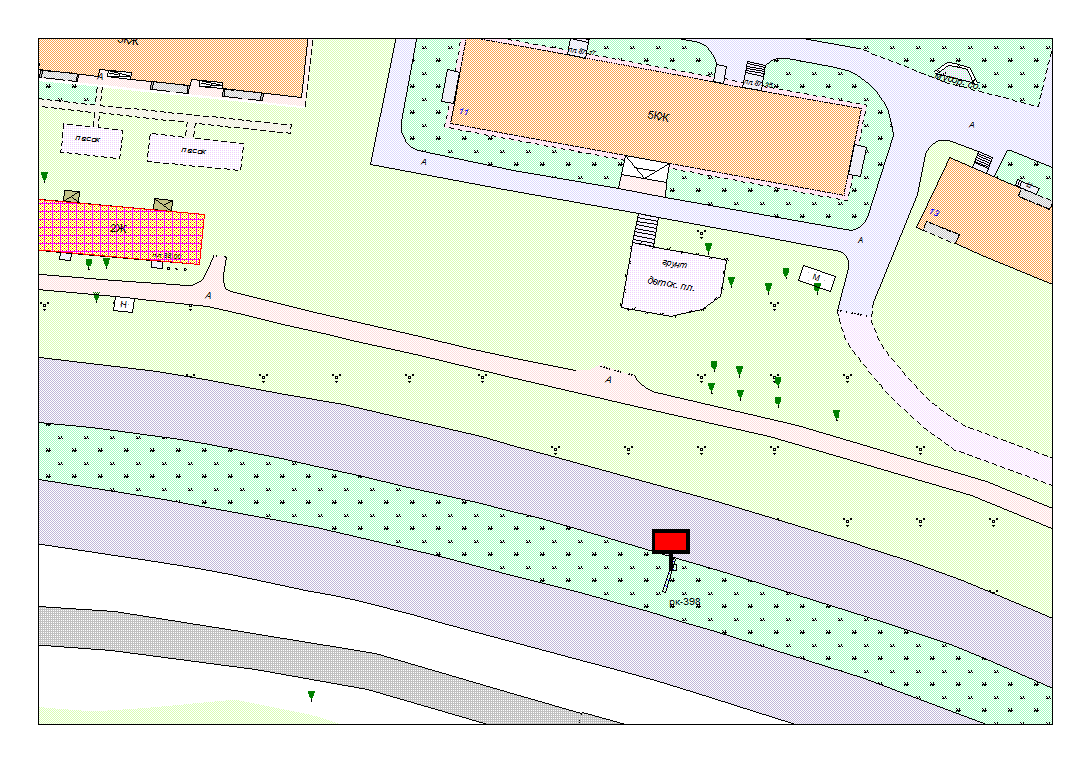 5КЖ
А
11
5КЖ
А
песок
песок
А
13
2Ж
А
грунт
детск. пл.
М
А
Н
А
рк-398